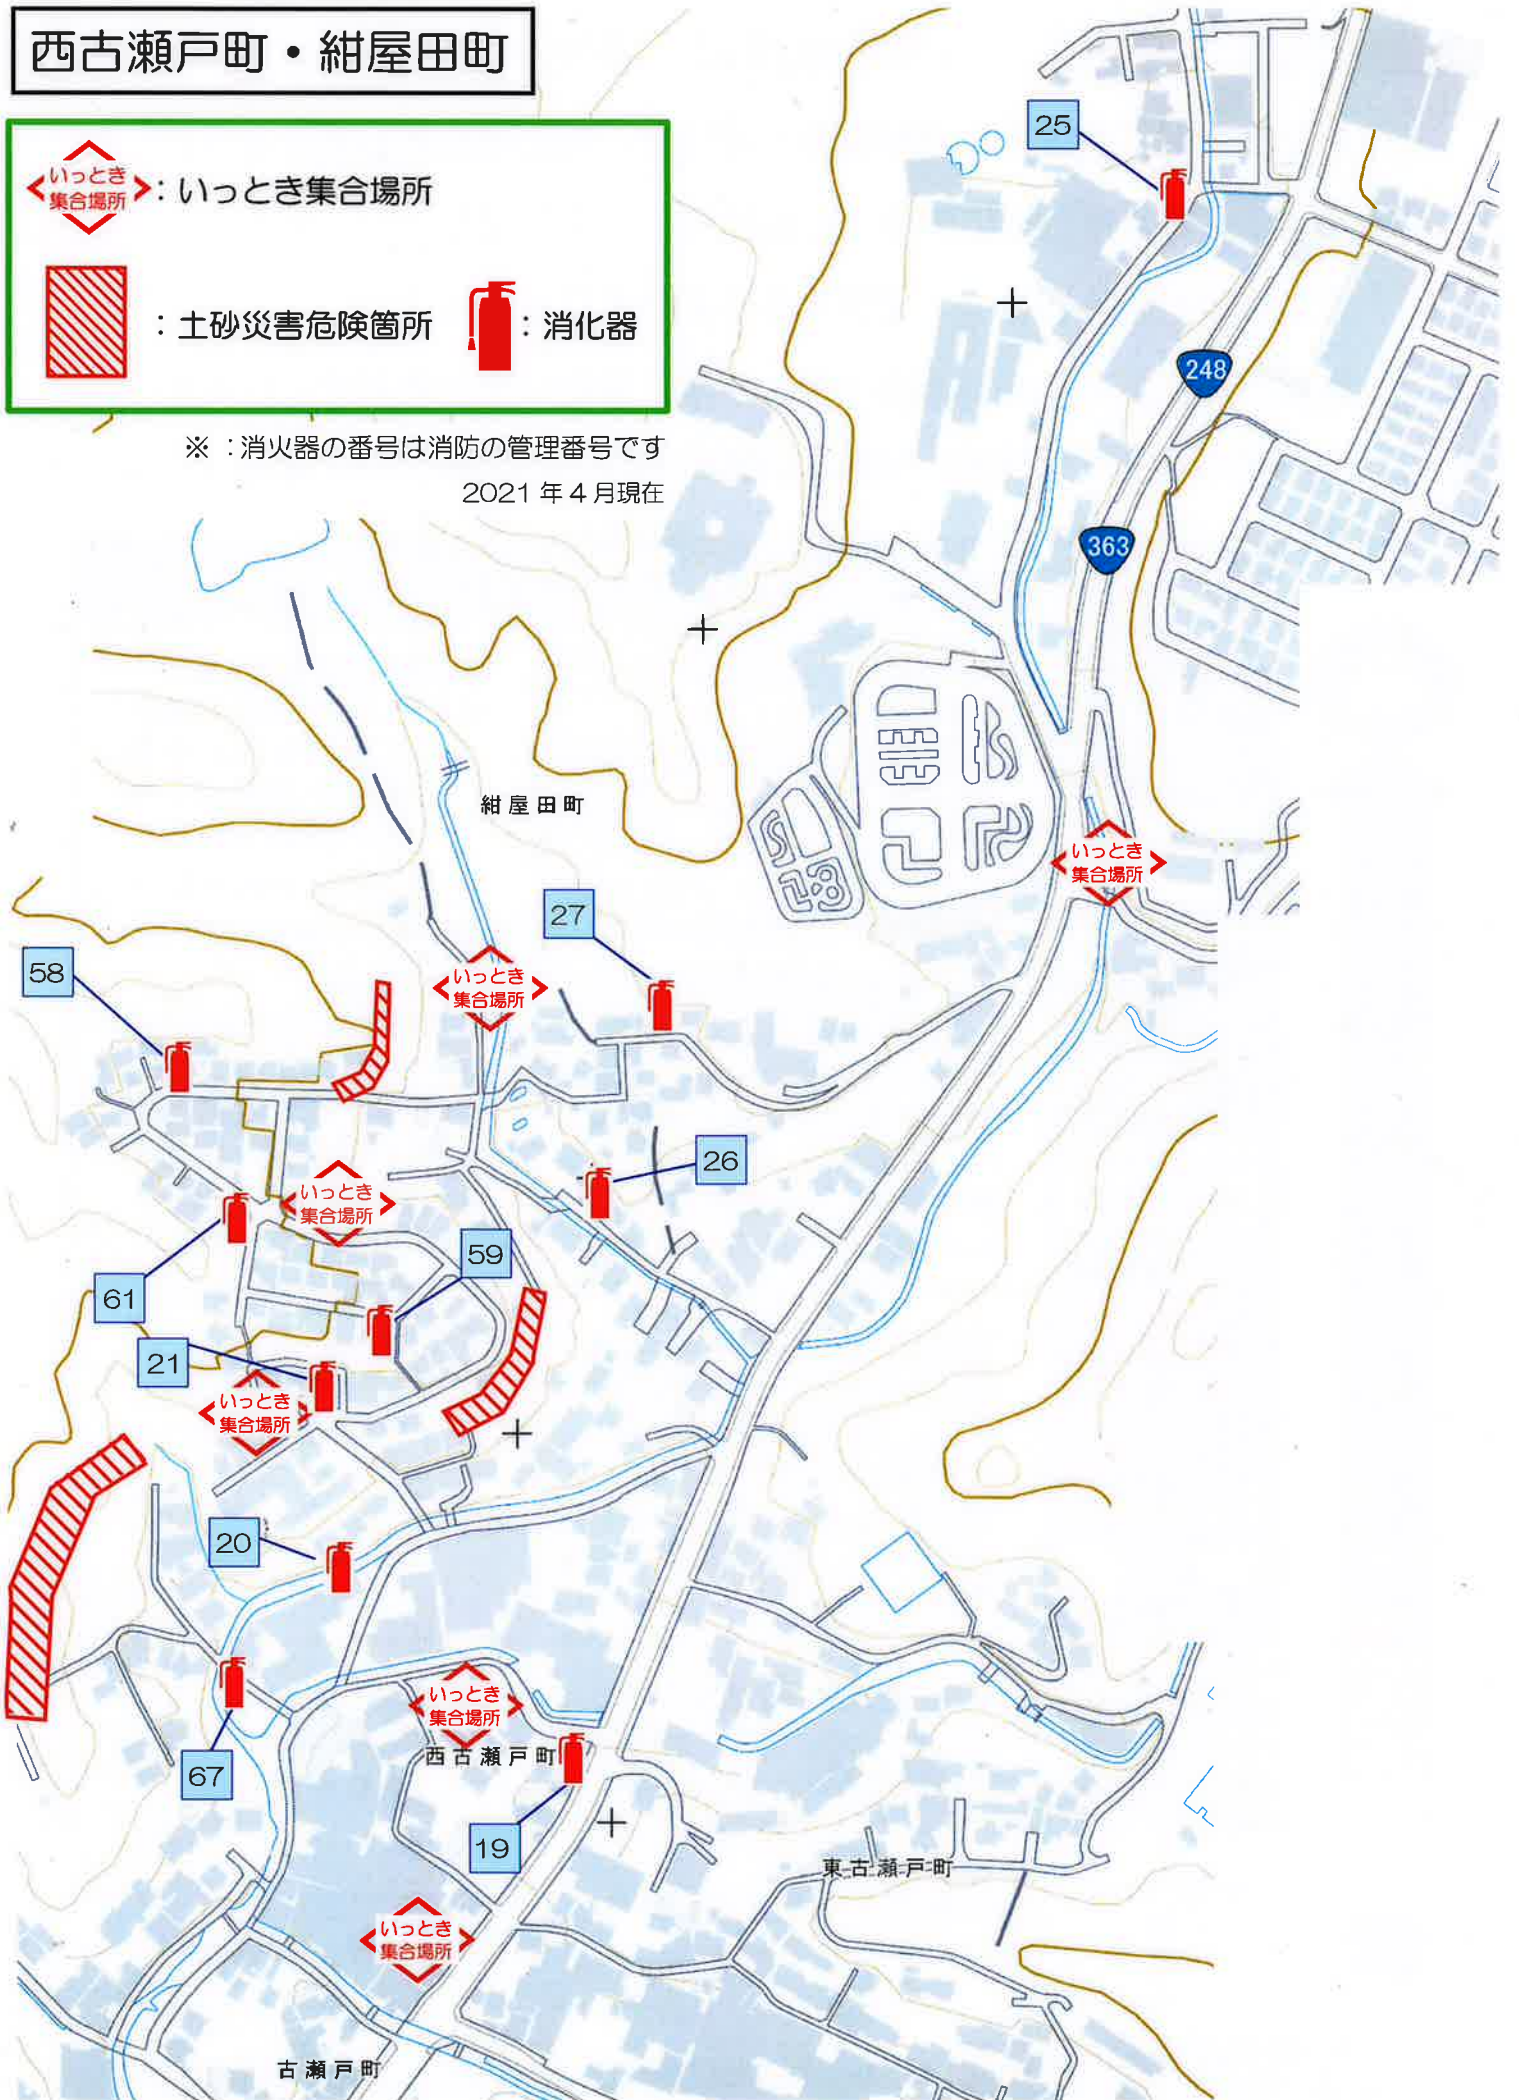 西古瀬戸町・紺屋田町
いっとき
集合場所
：いっとき集合場所
：土砂災害危険箇所
：消化器
※：消火器の番号は消防の管理番号です
2021年4月現在
25
248
363
紺屋田町
いっとき
集合場所
27
58
いっとき
集合場所
26
いっとき
集合場所
59
61
21
いっとき
集合場所
20
いっとき
集合場所
西古瀬戸町
67
19
東古瀬戸町
いっとき
集合場所
古瀬戸町